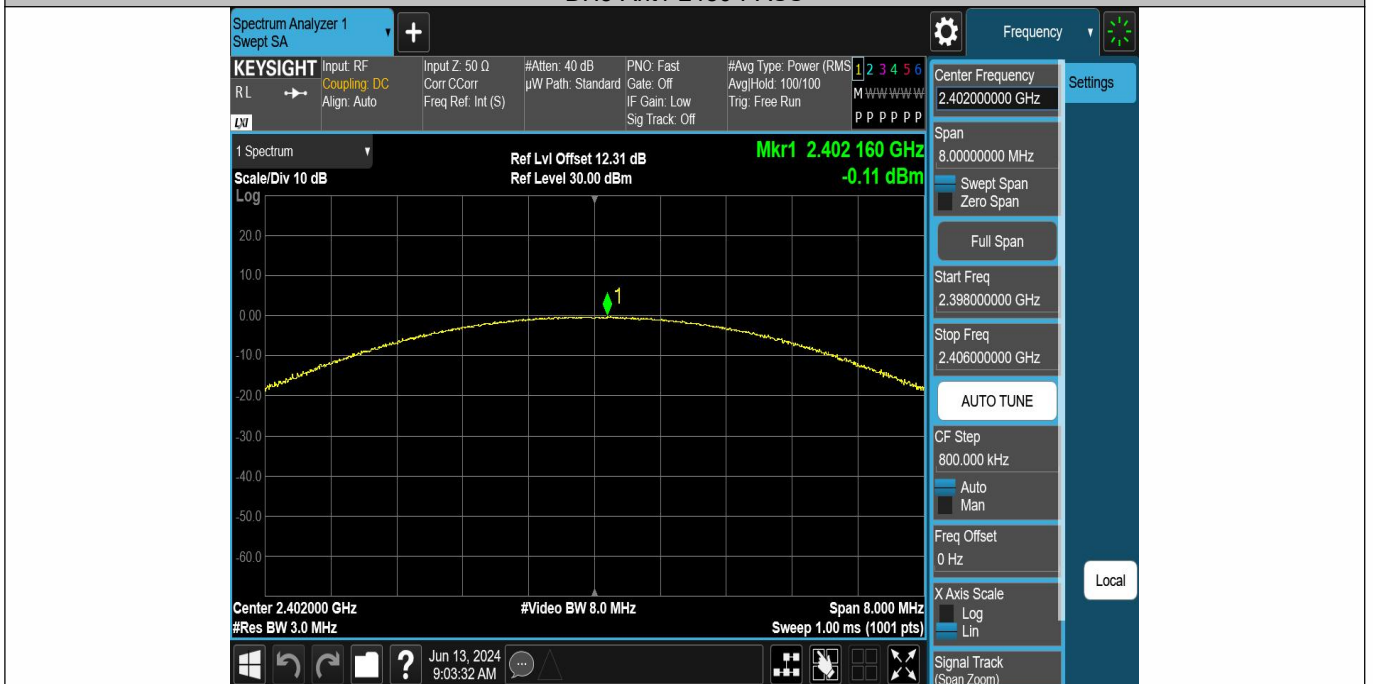 Spectrum Analyzer 1
Swept SA
+
Frequency
KEYSIGHT
RL
LXI
Input: RF
Coupling: DC
Align: Auto
Input Z: 50 Ω
Corr CCorr
Freq Ref: Int (S)
#Atten: 40 dB
µW Path: Standard
PNO: Fast
Gate: Off
IF Gain: Low
Sig Track: Off
#Avg Type: Power (RMS
Avg|Hold: 100/100
Trig: Free Run
1 2 3 4 5 6
M W W W W W
P P P P P P
1 Spectrum
Scale/Div 10 dB
Log
Ref Lvl Offset 12.31 dB
Ref Level 30.00 dBm
Mkr1 2.402 160 GHz
-0.11 dBm
20.0
10.0
0.00
-10.0
-20.0
-30.0
-40.0
-50.0
-60.0
1
Center 2.402000 GHz
#Res BW 3.0 MHz
#Video BW 8.0 MHz
Span 8.000 MHz
Sweep 1.00 ms (1001 pts)
Center Frequency
2.402000000 GHz
Settings
Span
8.00000000 MHz
Swept Span
Zero Span
Full Span
Start Freq
2.398000000 GHz
Stop Freq
2.406000000 GHz
AUTO TUNE
CF Step
800.000 kHz
Auto
Man
Freq Offset
0 Hz
Local
X Axis Scale
Log
Lin
Signal Track
(Span Zoom)
?
Jun 13, 2024
9:03:32 AM